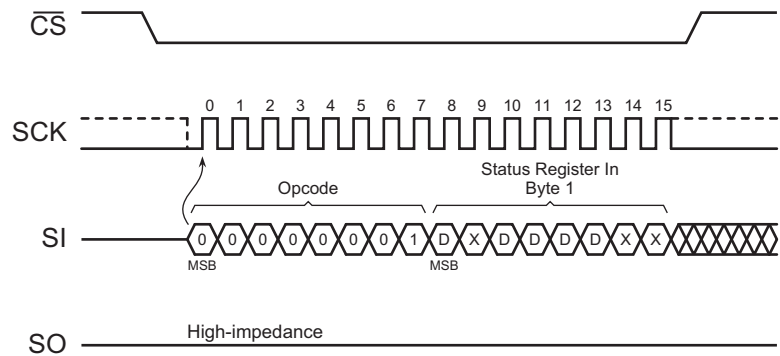 CS
0 1 2 3 4 5 6 7 8 9 10 11 12 13 14 15
SCK
Opcode
Status Register In
Byte 1
SI
0 0 0 0 0 0 0 1 D X D D D D X X
MSB MSB
High-impedance
SO